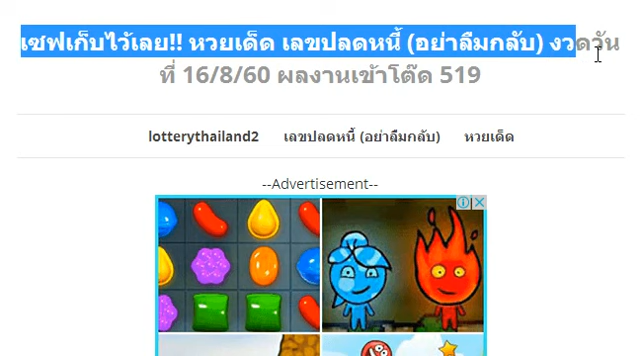 เซฟเก็บไว้เลย!! หวยเด็ด เลขปลดหนี้ (อย่าลืมกลับ) งวดวัน
ที่ 16/8/60 ผลงานเข้าโต๊ด 519
lotterythailand2 เลขปลดหนี้ (อย่าลืมกลับ) หวยเด็ด
--Advertisement--